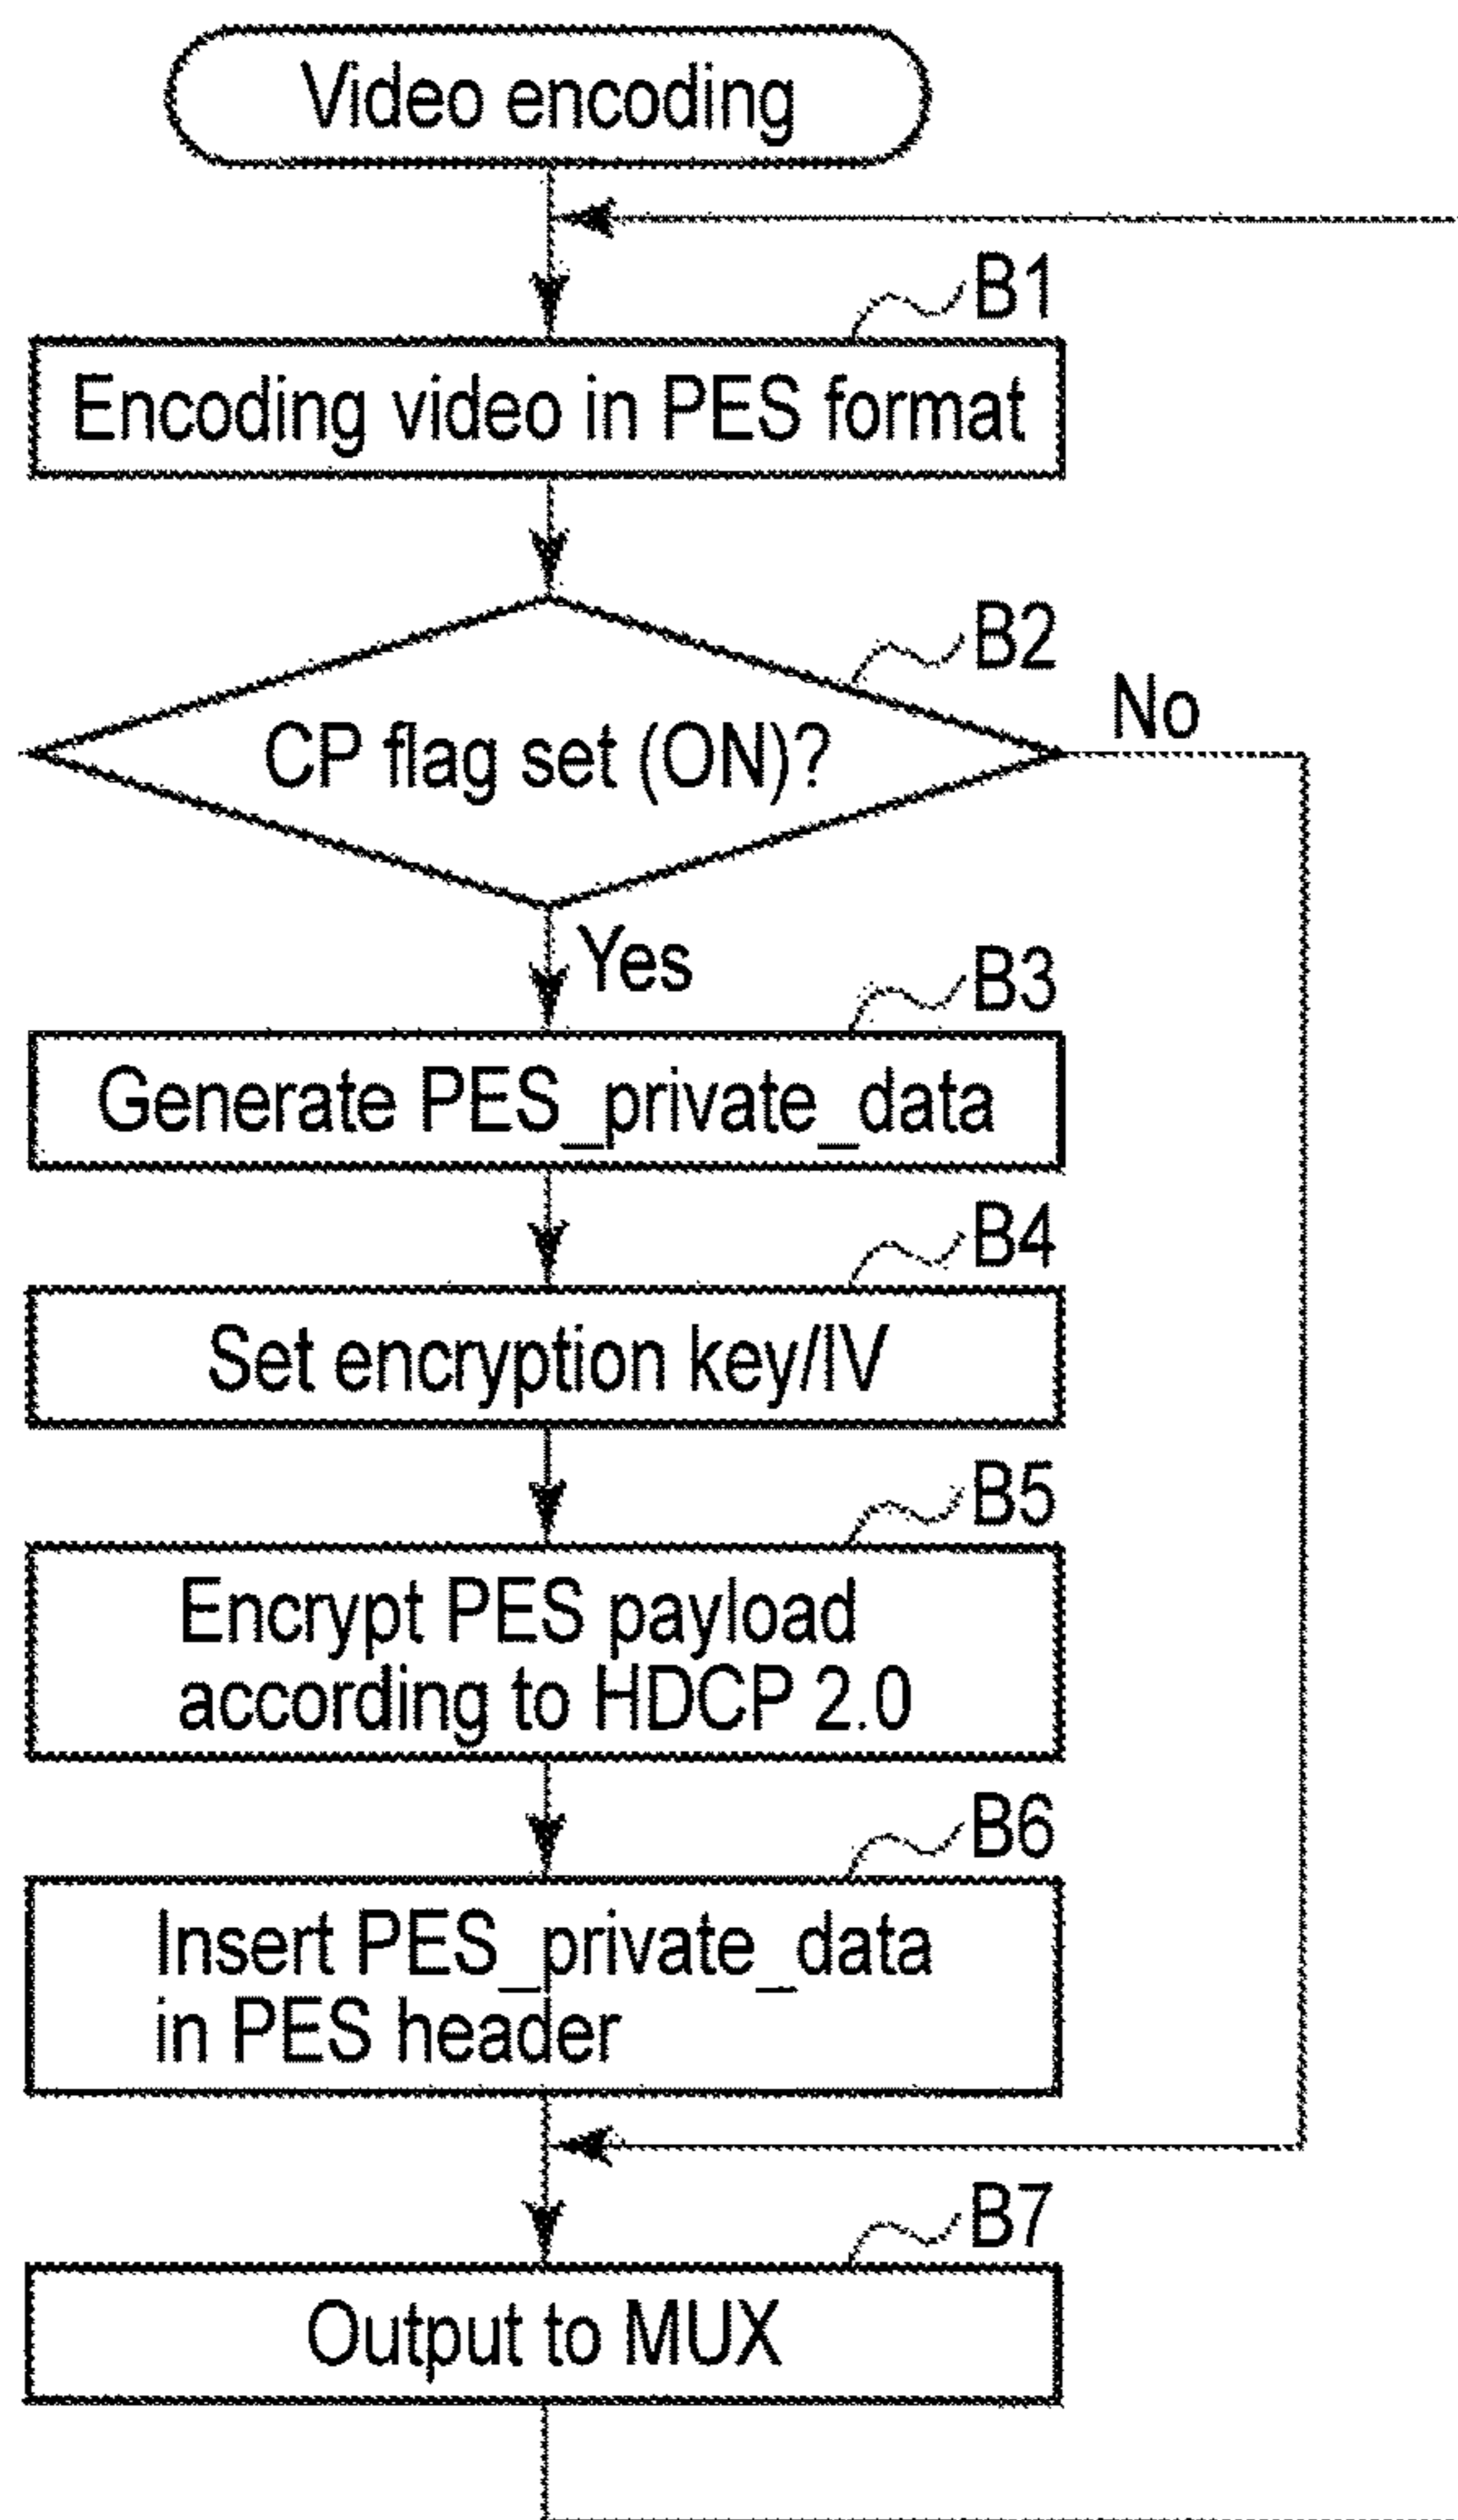 Video encoding
B1
Encoding video in PES format
B2
CP flag set (ON)?
No
Yes
B3
Generate PES_private_data
B4
Set encryption key/IV
B5
Encrypt PES payload
according to HDCP 2.0
B6
Insert PES_private_data
in PES header
B7
Output to MUX